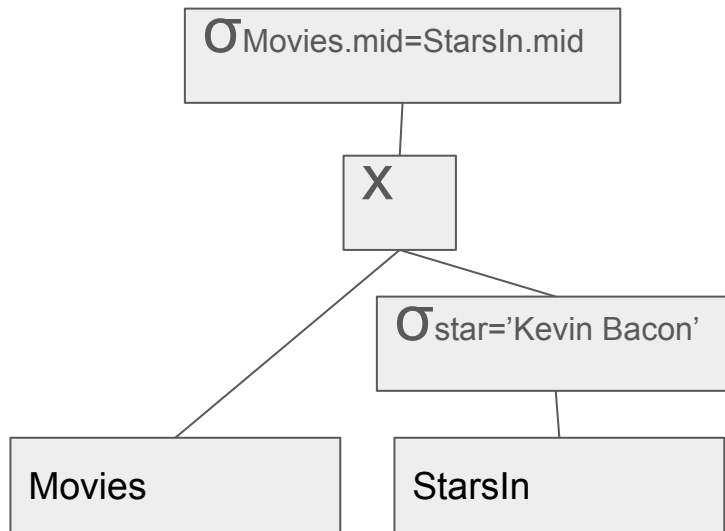 σMovies.mid=StarsIn.mid
x
σstar=’Kevin Bacon’
Movies
StarsIn